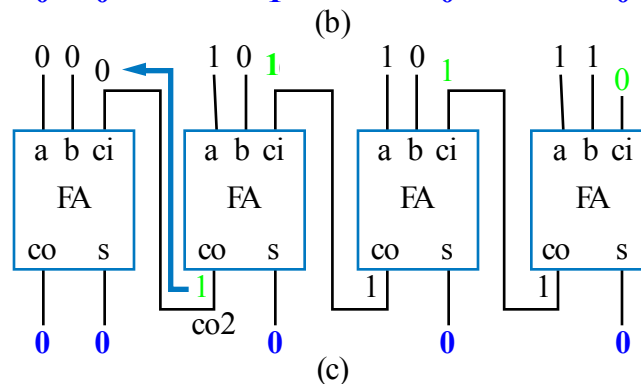 (b)
0 0 0 1 0 1 1 0 1 1 1 0
a b ci a b ci a b ci a b ci
FA FA FA FA
co s co s co s co s
1 1 1
co2
0 0 0 0 0
(c)